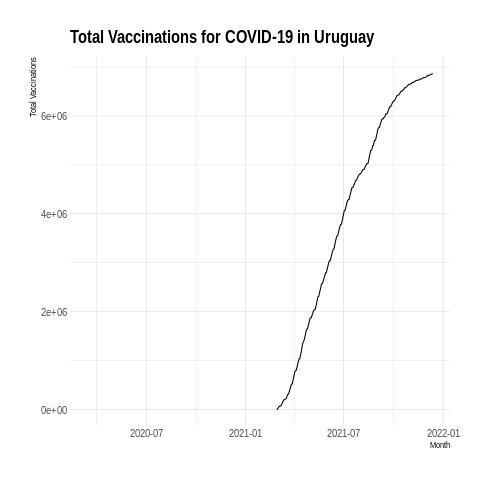 Total Vaccinations for COVID-19 in Uruguay
Total Vaccinations
6e+06
4e+06
2e+06
0e+00
2020-07 2021-01 2021-07 2022-01
Month